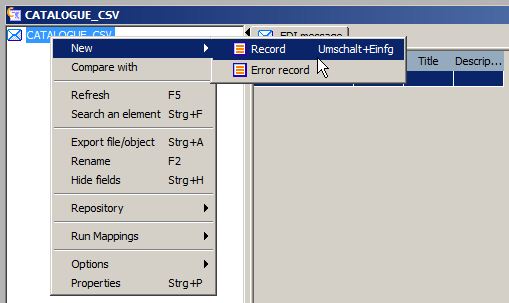 CATALOGUE_CSV
CATALOGUE_CSV
EDI message
Title Descrip...
New
Record Umschalt+Einfg
Error record
Compare with
Refresh F5
Search an element Strg+F
Export file/object Strg+A
Rename F2
Hide fields Strg+H
Repository
Run Mappings
Options
Properties Strg+P